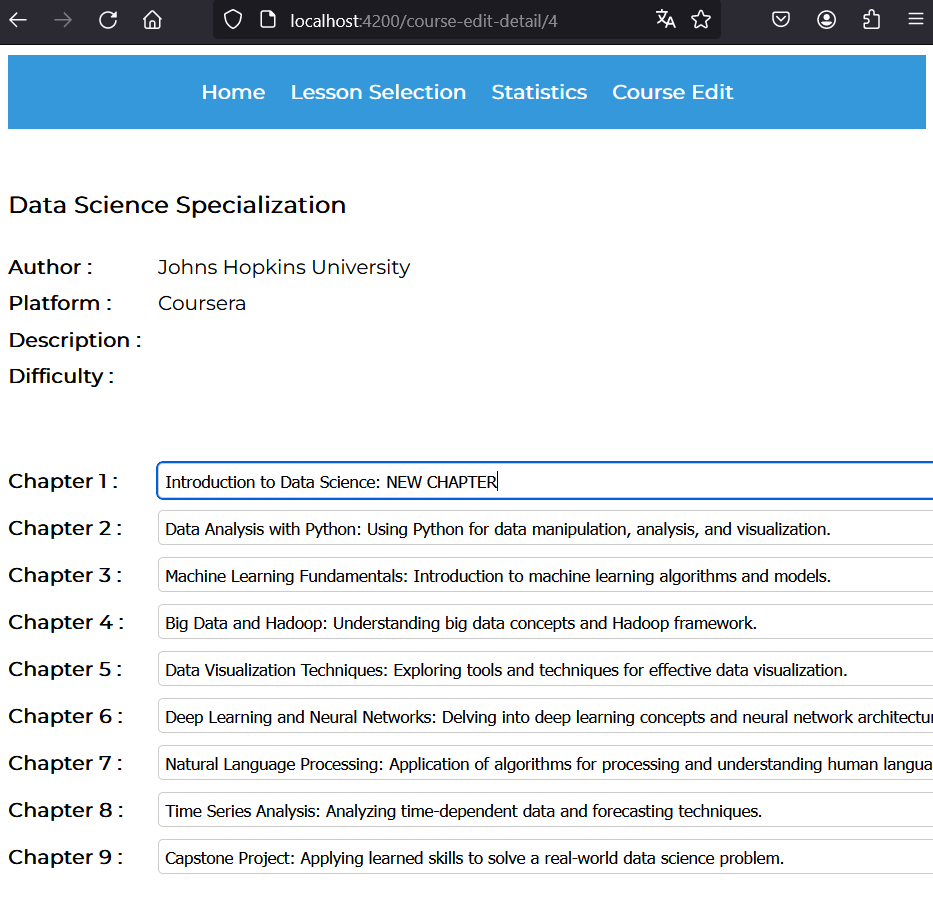 localhost:4200/course-edit-detail/4
Home Lesson Selection Statistics Course Edit
Data Science Specialization
Author : Johns Hopkins University
Platform : Coursera
Description :
Difficulty :
Chapter 1 : Introduction to Data Science: NEW CHAPTER
Chapter 2 : Data Analysis with Python: Using Python for data manipulation, analysis, and visualization.
Chapter 3 : Machine Learning Fundamentals: Introduction to machine learning algorithms and models.
Chapter 4 : Big Data and Hadoop: Understanding big data concepts and Hadoop framework.
Chapter 5 : Data Visualization Techniques: Exploring tools and techniques for effective data visualization.
Chapter 6 : Deep Learning and Neural Networks: Delving into deep learning concepts and neural network architectur
Chapter 7 : Natural Language Processing: Application of algorithms for processing and understanding human langua
Chapter 8 : Time Series Analysis: Analyzing time-dependent data and forecasting techniques.
Chapter 9 : Capstone Project: Applying learned skills to solve a real-world data science problem.